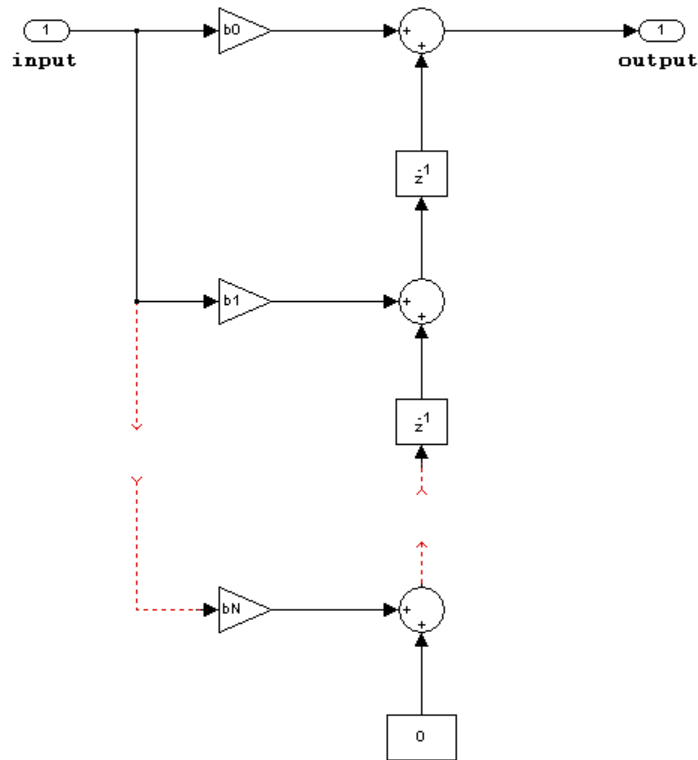 1 b0 + + 1
input output
z-1
b1 + +
z-1
bN + +
0